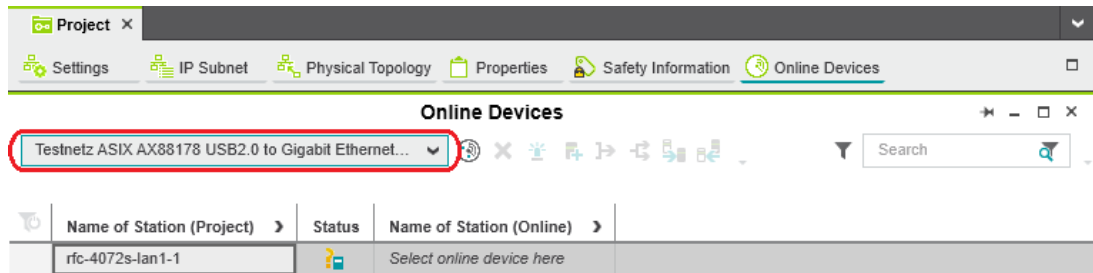 Project
Settings IP Subnet Physical Topology Properties Safety Information Online Devices
Online Devices
Testnetz ASIX AX88178 USB2.0 to Gigabit Ethernet... Search
Name of Station (Project) Status Name of Station (Online)
rfc-4072s-lan1-1 Select online device here